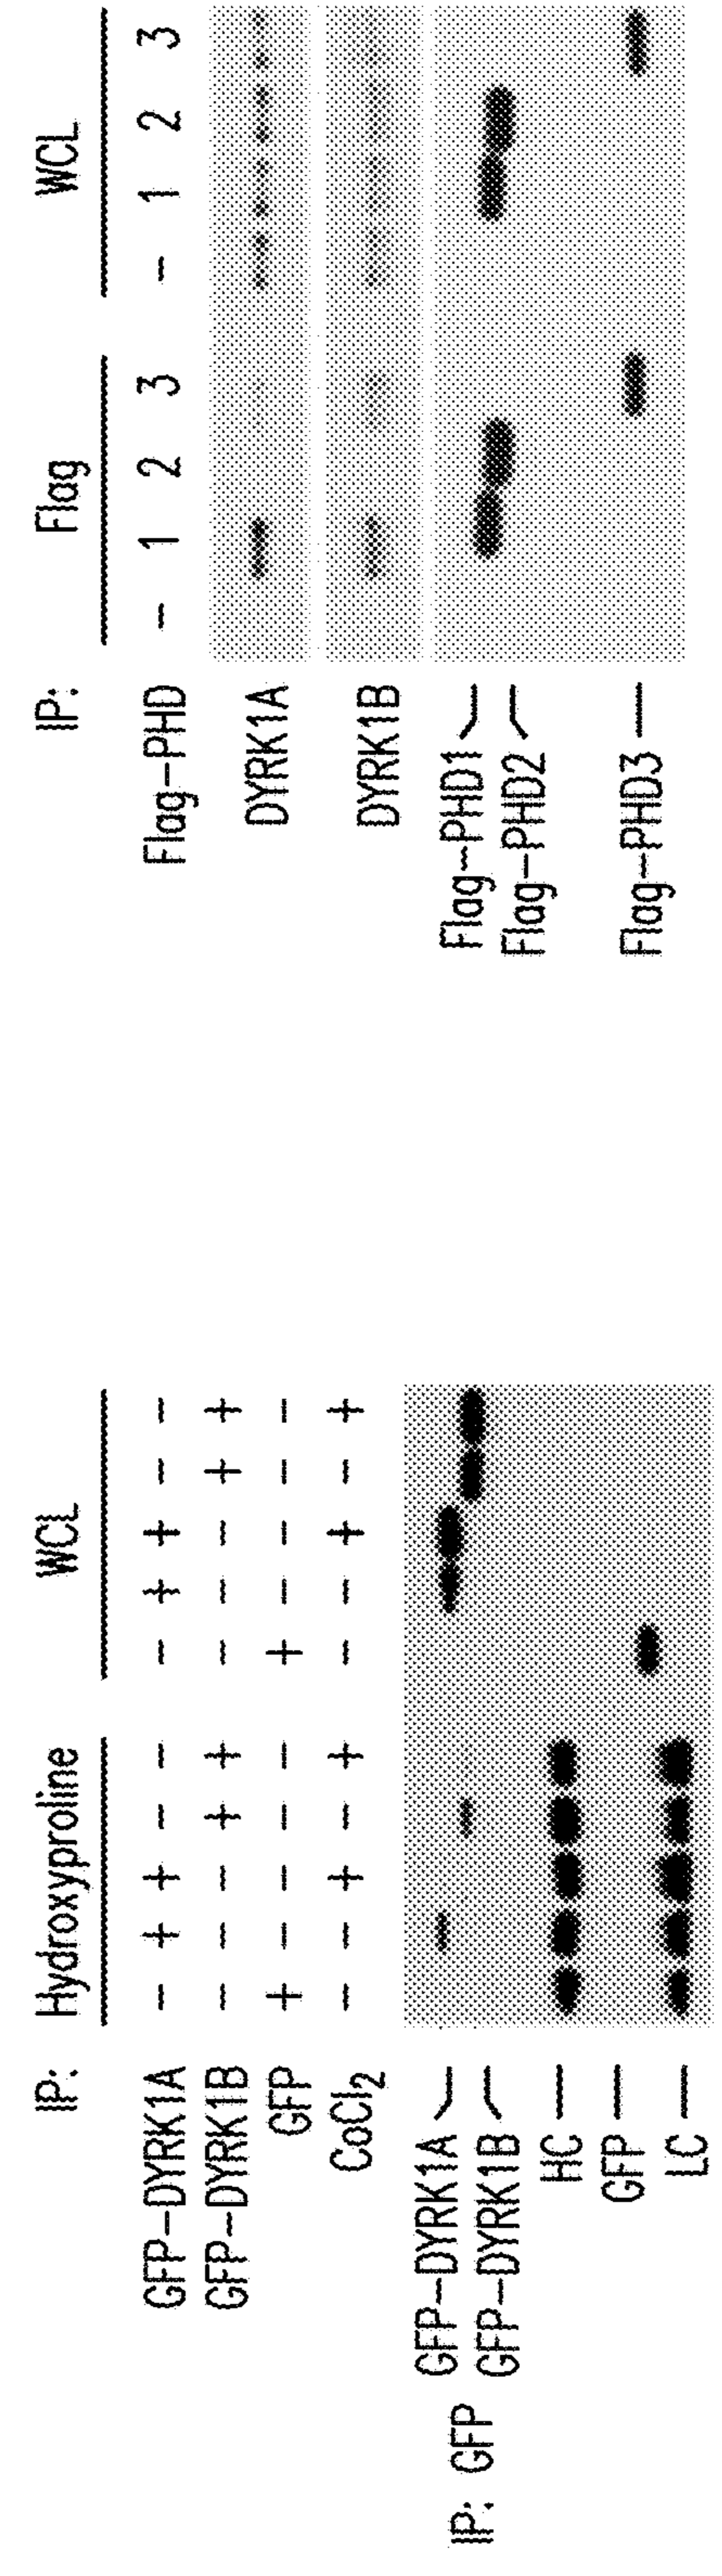 IP: Hydroxyproline WCL
GFP-DYRK1A - + + - - - + + - -
GFP-DYRK1B - - - + + - - - + +
GFP + - - - - + - - - -
CoCl2 - - + - + - - + - +
GFP-DYRK1A
GFP-DYRK1B
HC
GFP
LC
IP: GFP
IP: Flag WCL
Flag-PHD - 1 2 3 - 1 2 3
DYRK1A
DYRK1B
Flag-PHD1
Flag-PHD2
Flag-PHD3